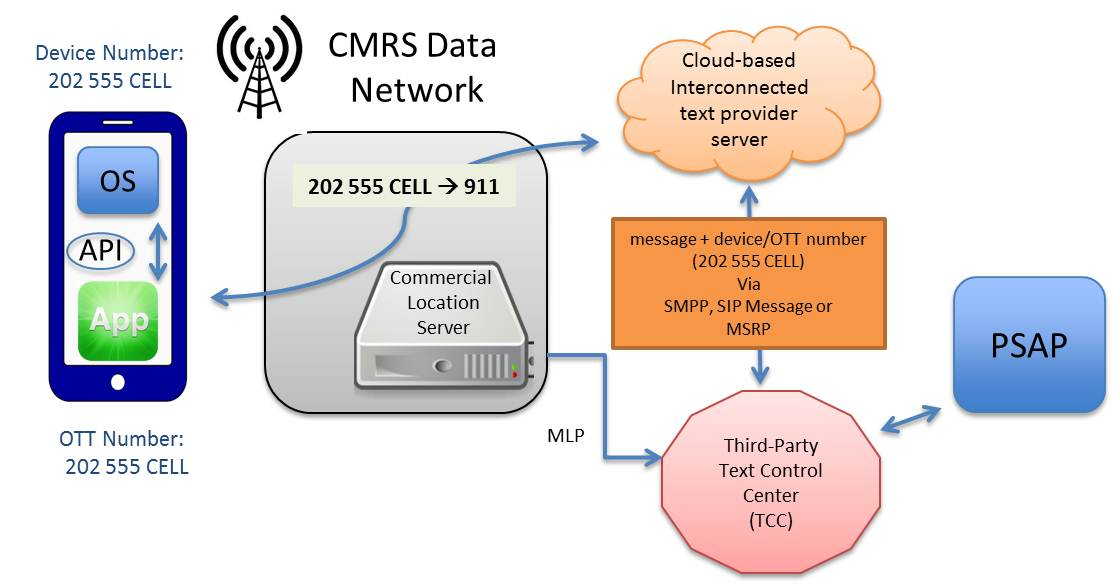 Device Number:
202 555 CELL
CMRS Data
Network
OS
API
App
OTT Number:
202 555 CELL
202 555 CELL → 911
Commercial
Location
Server
MLP
Cloud-based
Interconnected
text provider
server
message + device/OTT number
(202 555 CELL)
Via
SMPP, SIP Message or
MSRP
Third-Party
Text Control
Center
(TCC)
PSAP